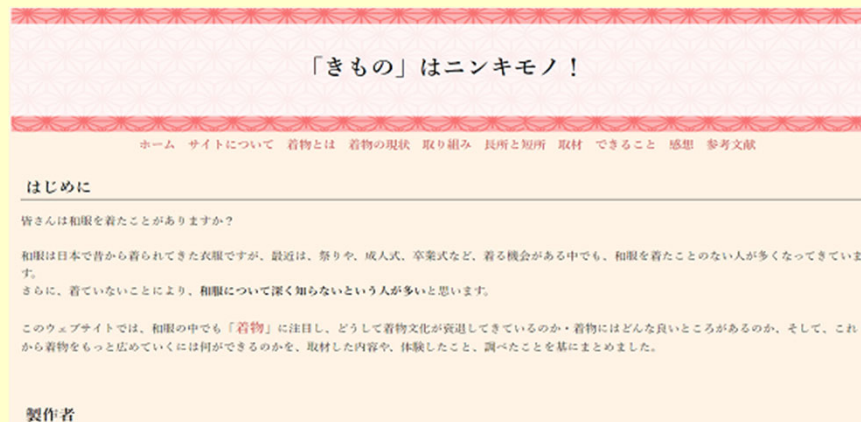 「きもの」はニンキモノ！
ホーム サイトについて 着物とは 着物の現状 取り組み 長所と短所 取材 できること 感想 参考文献
はじめに
皆さんは和服を着たことがありますか？
和服は日本で昔から着られてきた衣服ですが、最近は、祭りや、成人式、卒業式など、着る機会がある中でも、和服を着たことのない人が多くなってきていま
す。
さらに、着ていないことにより、和服について深く知らないという人が多いと思います。
このウェブサイトでは、和服の中でも「着物」に注目し、どうして着物文化が衰退してきているのか・着物にはどんな良いところがあるのか、そして、これ
から着物をもっと広めていくには何ができるのかを、取材した内容や、体験したこと、調べたことを基にまとめました。
製作者